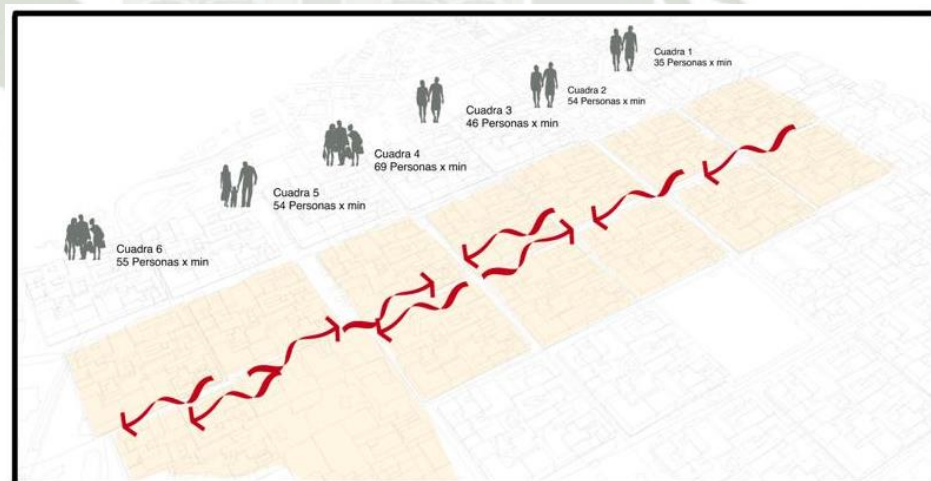 Cuadra 1
35 Personas x min
Cuadra 2
54 Personas x min
Cuadra 3
46 Personas x min
Cuadra 4
69 Personas x min
Cuadra 5
54 Personas x min
Cuadra 6
55 Personas x min